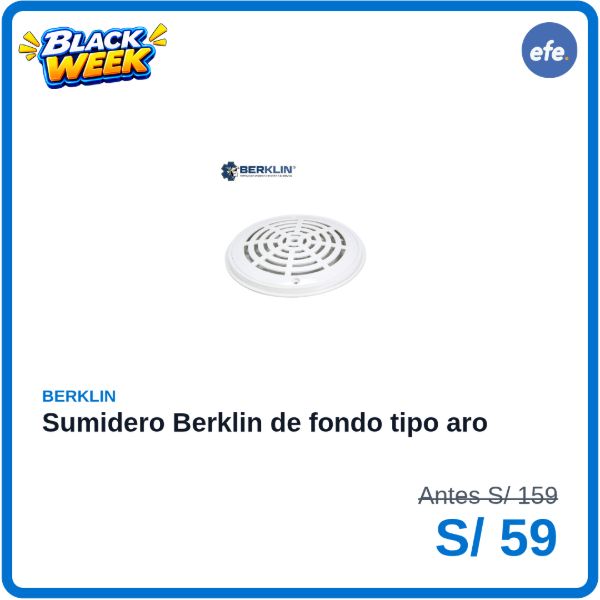 BLACK
WEEK
efe.
BERKLIN®
BERKLIN
Sumidero Berklin de fondo tipo aro
Antes S/ 159
S/ 59